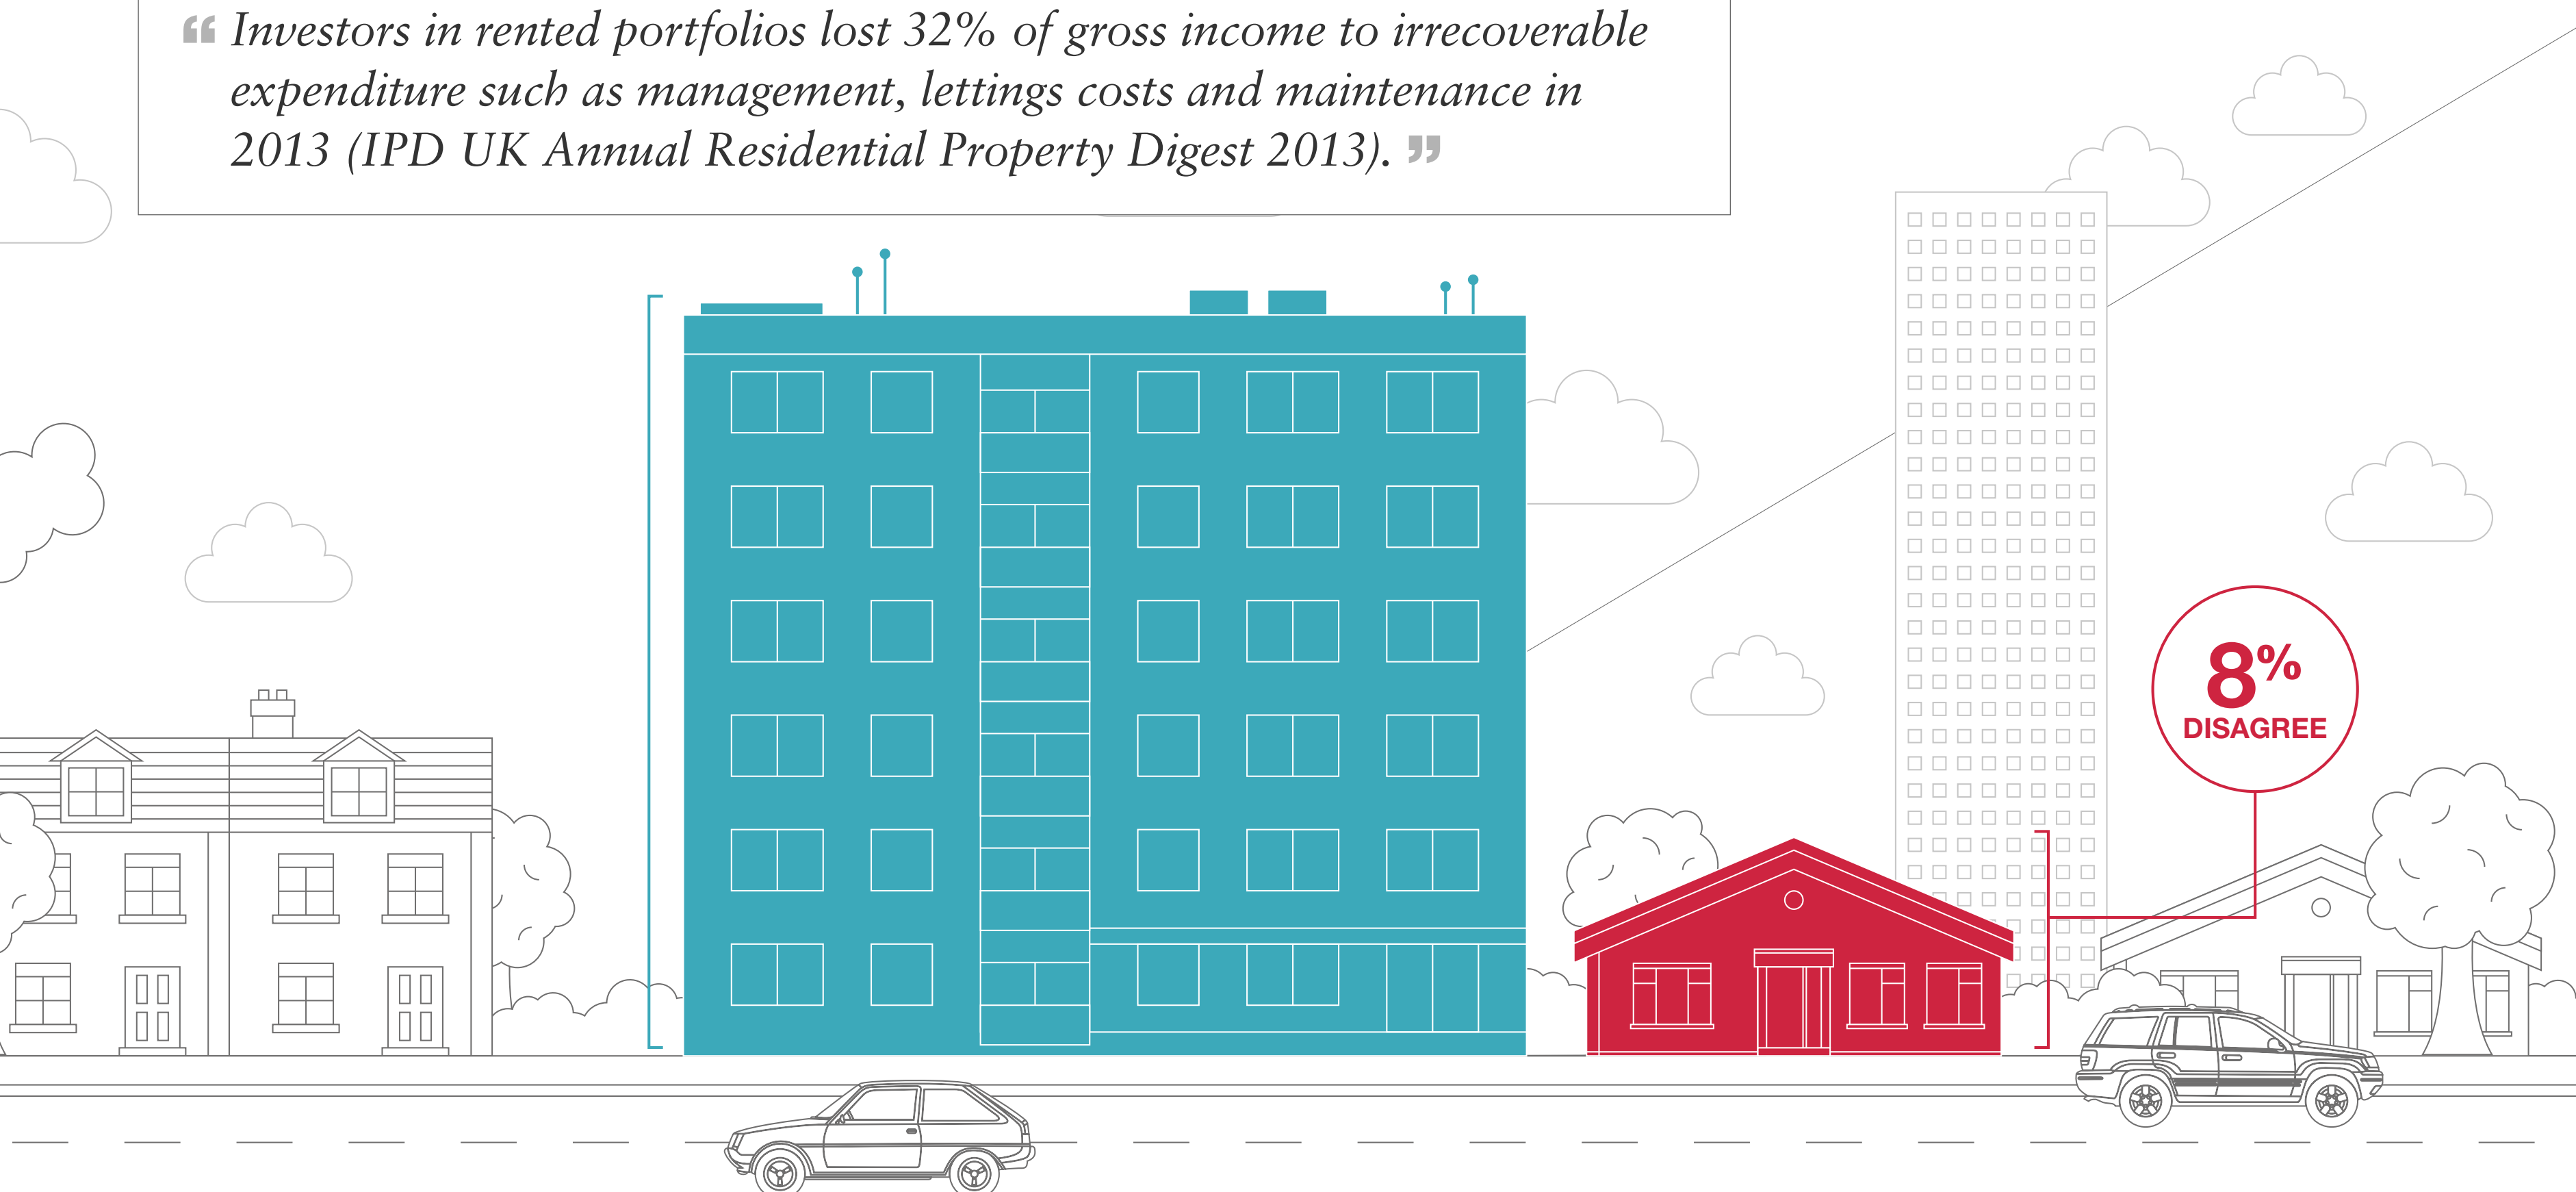 “ Investors in rented portfolios lost 32% of gross income to irrecoverable
expenditure such as management, lettings costs and maintenance in
2013 (IPD UK Annual Residential Property Digest 2013). ”
8%
DISAGREE